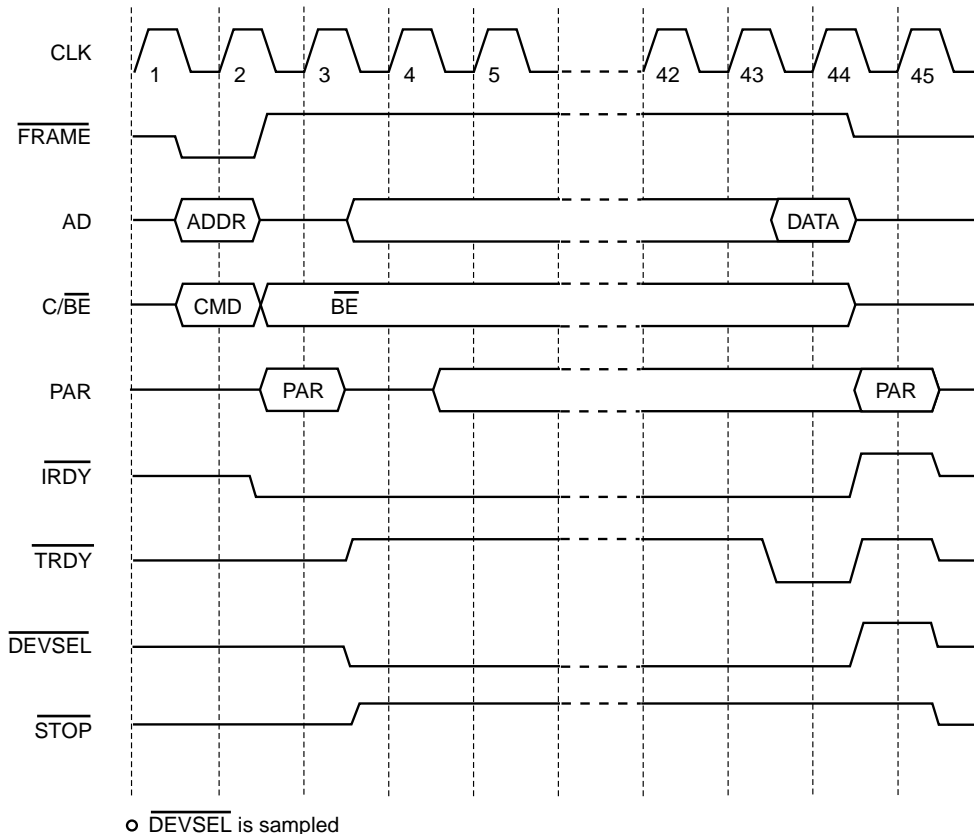 CLK
1 2 3 4 5 42 43 44 45
FRAME
AD ADDR DATA
C/BE CMD BE
PAR PAR PAR
IRDY
TRDY
DEVSEL
STOP
DEVSEL is sampled